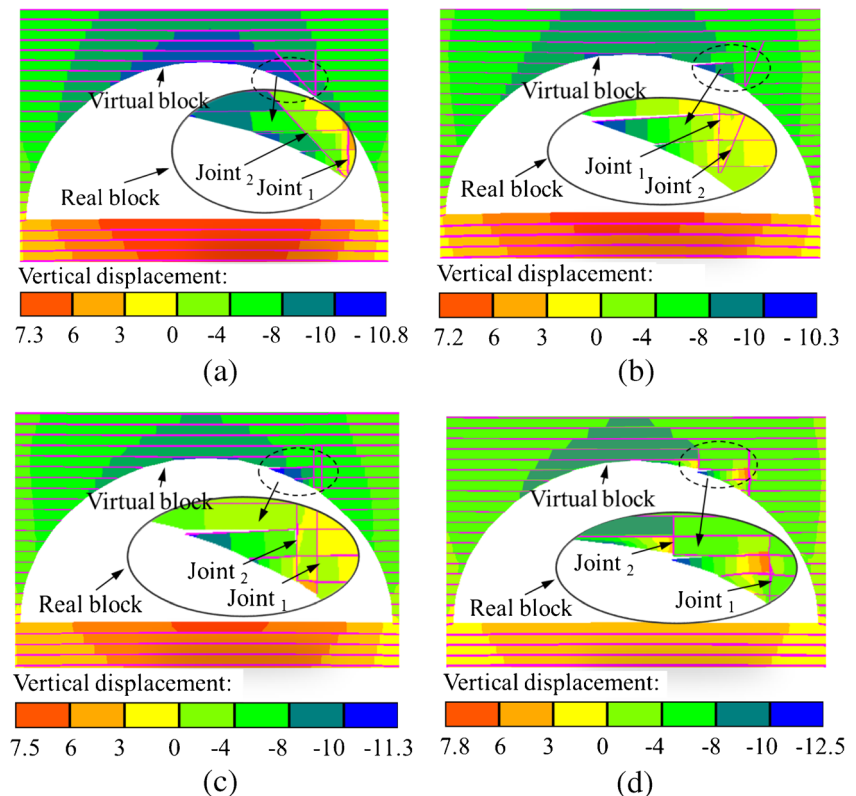 Virtual block
Joint 2
Joint 1
Real block
Vertical displacement:
7.3 6 3 0 -4 -8 -10 - 10.8
(a)
Virtual block
Joint 1
Joint 2
Real block
Vertical displacement:
7.2 6 3 0 -4 -8 -10 - 10.3
(b)
Virtual block
Joint 2
Joint 1
Real block
Vertical displacement:
7.5 6 3 0 -4 -8 -10 -11.3
(c)
Virtual block
Joint 2
Joint 1
Real block
Vertical displacement:
7.8 6 3 0 -4 -8 -10 -12.5
(d)